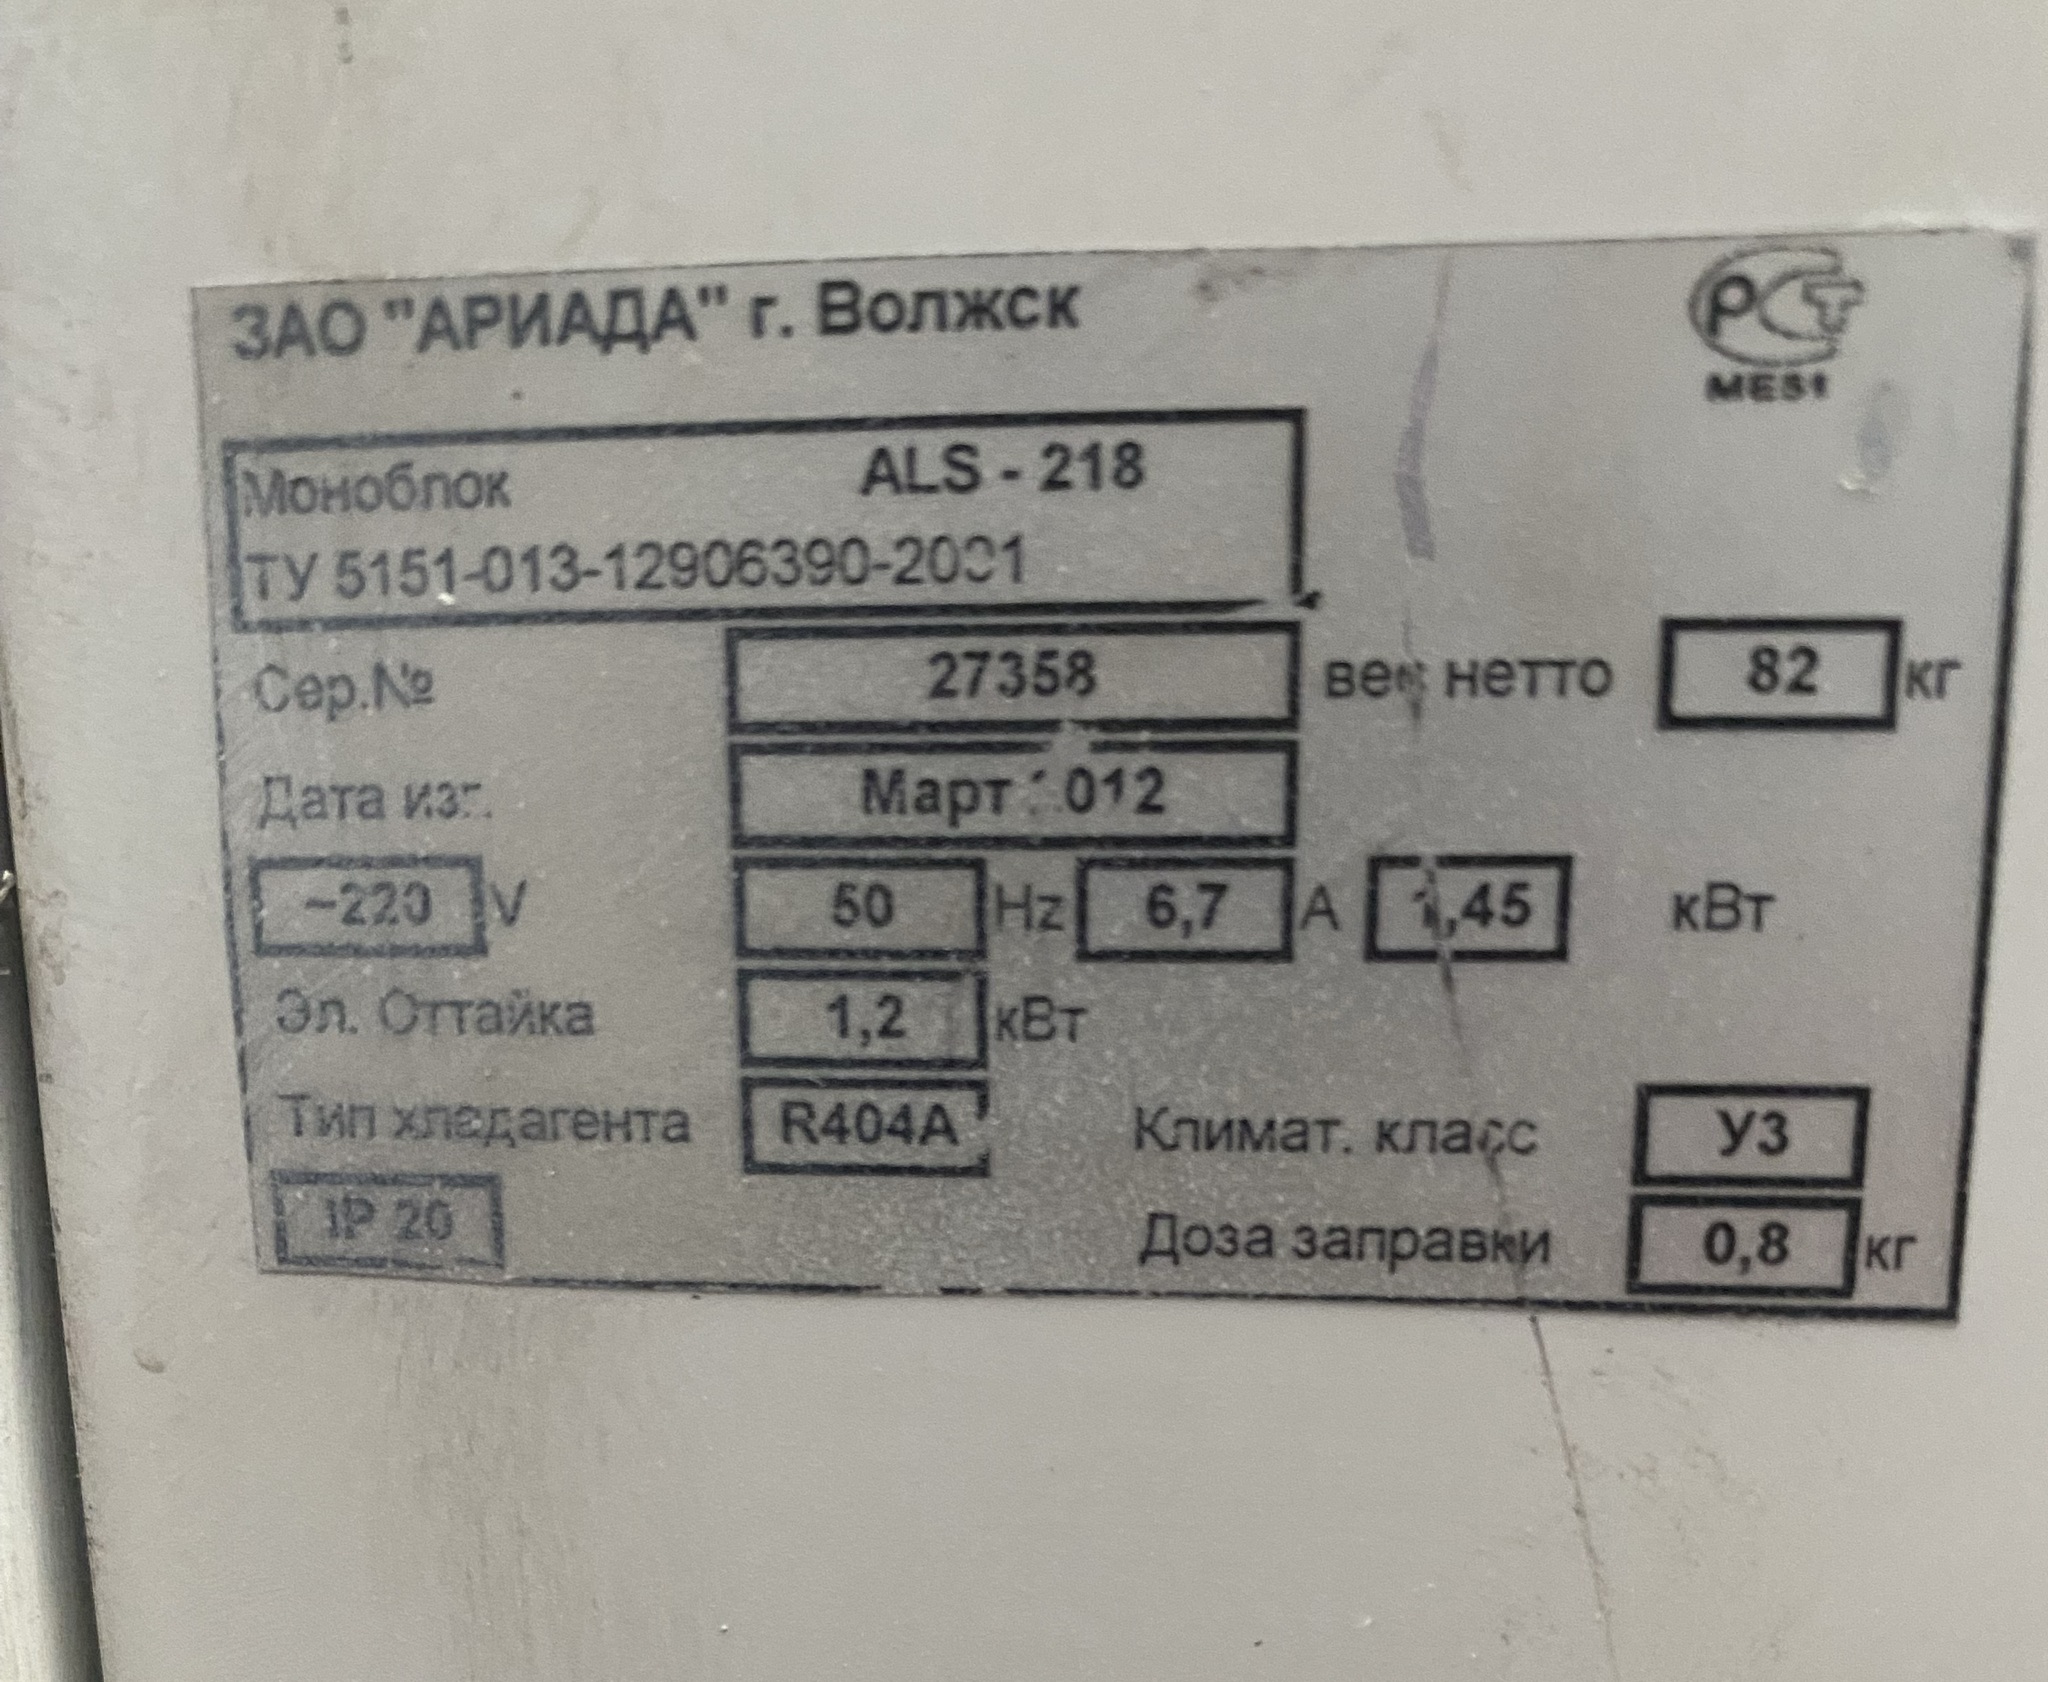 ЗАО "АРИАДА" г. Волжск
РСТ
МЕ51
Моноблок ALS - 218
ТУ 5151-013-12906390-2001
Сер.№ 27358 вес нетто 82 кг
Дата изг. Март 2012
~220 V 50 Hz 6,7 A 1,45 кВт
Эл. Оттайка 1,2 кВт
Тип хладагента R404A Климат. класс У3
IP 20 Доза заправки 0,8 кг